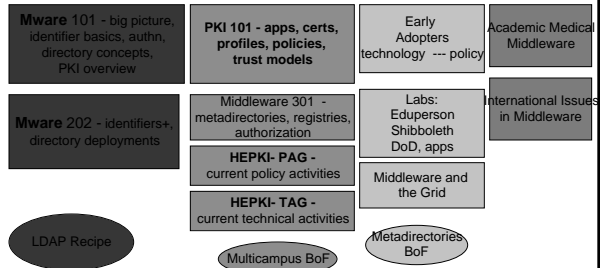 Mware 101 - big picture,
identifier basics, authn,
directory concepts,
PKI overview
Mware 202 - identifiers+,
directory deployments
LDAP Recipe
PKI 101 - apps, certs,
profiles, policies,
trust models
Middleware 301 -
metadirectories, registries,
authorization
HEPKI- PAG -
current policy activities
HEPKI- TAG -
current technical activities
Multicampus BoF
Early
Adopters
technology --- policy
Labs:
Eduperson
Shibboleth
DoD, apps
Middleware and
the Grid
Metadirectories
BoF
Academic Medical
Middleware
International Issues
in Middleware